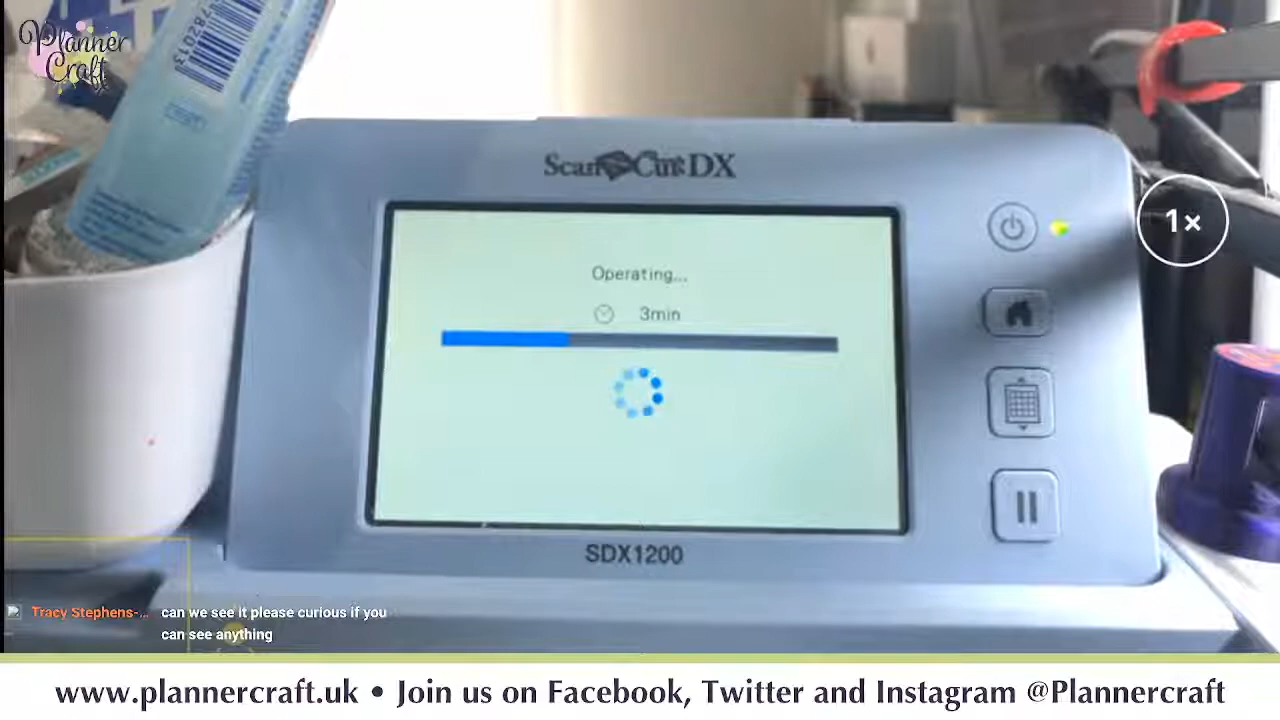 Planner
Craft
ScanNCut DX
1×
Operating...
3min
SDX1200
Tracy Stephens-... can we see it please curious if you
can see anything
www.plannercraft.uk • Join us on Facebook, Twitter and Instagram @Plannercraft